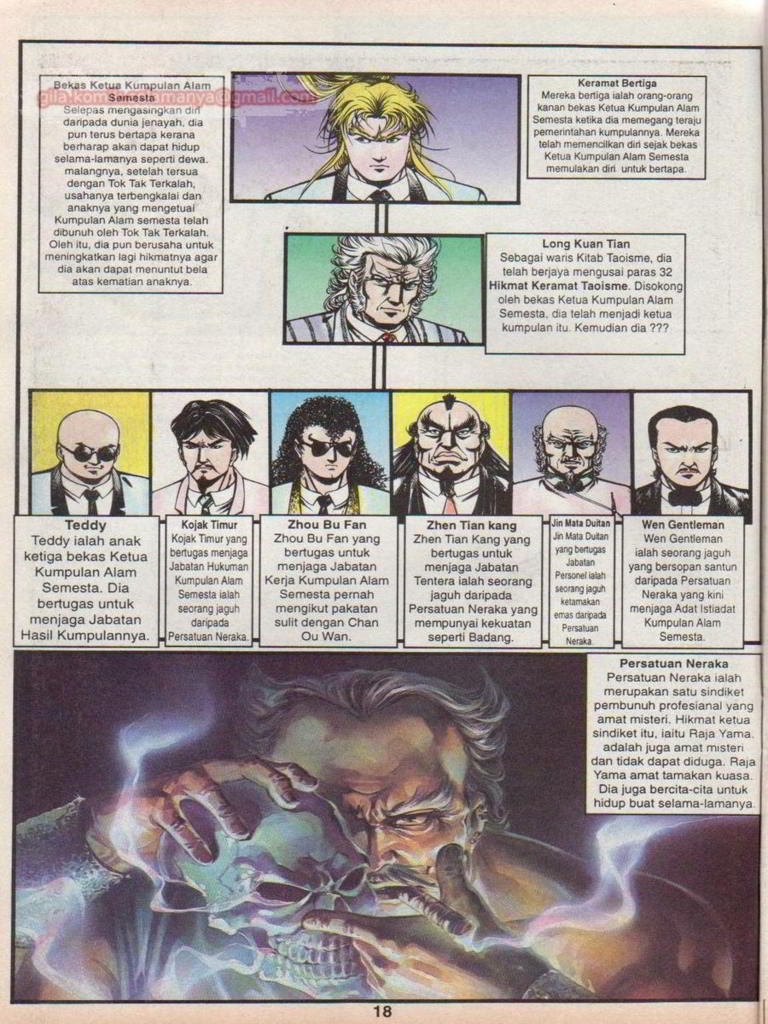 Bekas Ketua Kumpulan Alam
Semesta
Selepas mengasingkan diri
daripada dunia jenayah, dia
pun terus bertapa kerana
berharap akan dapat hidup
selama-lamanya seperti dewa.
malangnya, setelah tersua
dengan Tok Tak Terkalah,
usahanya terbengkalai dan
anaknya yang mengetuai
Kumpulan Alam semesta telah
dibunuh oleh Tok Tak Terkalah.
Oleh itu, dia pun berusaha untuk
meningkatkan lagi hikmatnya agar
dia akan dapat menuntut bela
atas kematian anaknya.
Keramat Bertiga
Mereka bertiga ialah orang-orang
kanan bekas Ketua Kumpulan Alam
Semesta ketika dia memegang teraju
pemerintahan kumpulannya. Mereka
telah memencilkan diri sejak bekas
Ketua Kumpulan Alam Semesta
memulakan diri untuk bertapa.
Long Kuan Tian
Sebagai waris Kitab Taoisme, dia
telah berjaya mengusai paras 32
Hikmat Keramat Taoisme. Disokong
oleh bekas Ketua Kumpulan Alam
Semesta, dia telah menjadi ketua
kumpulan itu. Kemudian dia ???
Teddy
Teddy ialah anak
ketiga bekas Ketua
Kumpulan Alam
Semesta. Dia
bertugas untuk
menjaga Jabatan
Hasil Kumpulannya.
Kojak Timur
Kojak Timur yang
bertugas menjaga
Jabatan Hukuman
Kumpulan Alam
Semesta ialah
seorang jaguh
daripada
Persatuan Neraka.
Zhou Bu Fan
Zhou Bu Fan yang
bertugas untuk
menjaga Jabatan
Kerja Kumpulan Alam
Semesta pernah
mengikut pakatan
sulit dengan Chan
Ou Wan.
Zhen Tian kang
Zhen Tian Kang yang
bertugas untuk
menjaga Jabatan
Tentera ialah seorang
jaguh daripada
Persatuan Neraka yang
mempunyai kekuatan
seperti Badang.
Jin Mata Duitan
Jin Mata Duitan
yang bertugas
Jabatan
Personel ialah
seorang jaguh
ketamakan
emas daripada
Persatuan
Neraka.
Wen Gentleman
Wen Gentleman
ialah seorang jaguh
yang bersopan santun
daripada Persatuan
Neraka yang kini
menjaga Adat Istiadat
Kumpulan Alam
Semesta.
Persatuan Neraka
Persatuan Neraka ialah
merupakan satu sindiket
pembunuh profesianal yang
amat misteri. Hikmat ketua
sindiket itu, iaitu Raja Yama.
adalah juga amat misteri
dan tidak dapat diduga. Raja
Yama amat tamakan kuasa.
Dia juga bercita-cita untuk
hidup buat selama-lamanya.
18